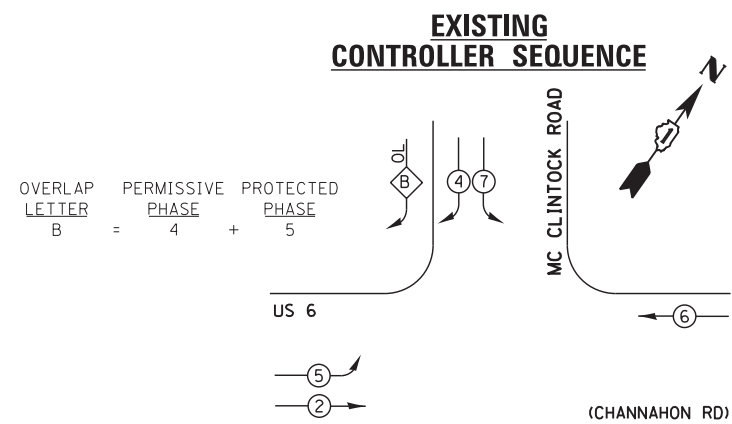 EXISTING
CONTROLLER SEQUENCE
N
MC CLINTOCK ROAD
OL
B
4
7
OVERLAP PERMISSIVE PROTECTED
LETTER PHASE PHASE
B = 4 + 5
US 6
6
5
2
(CHANNAHON RD)